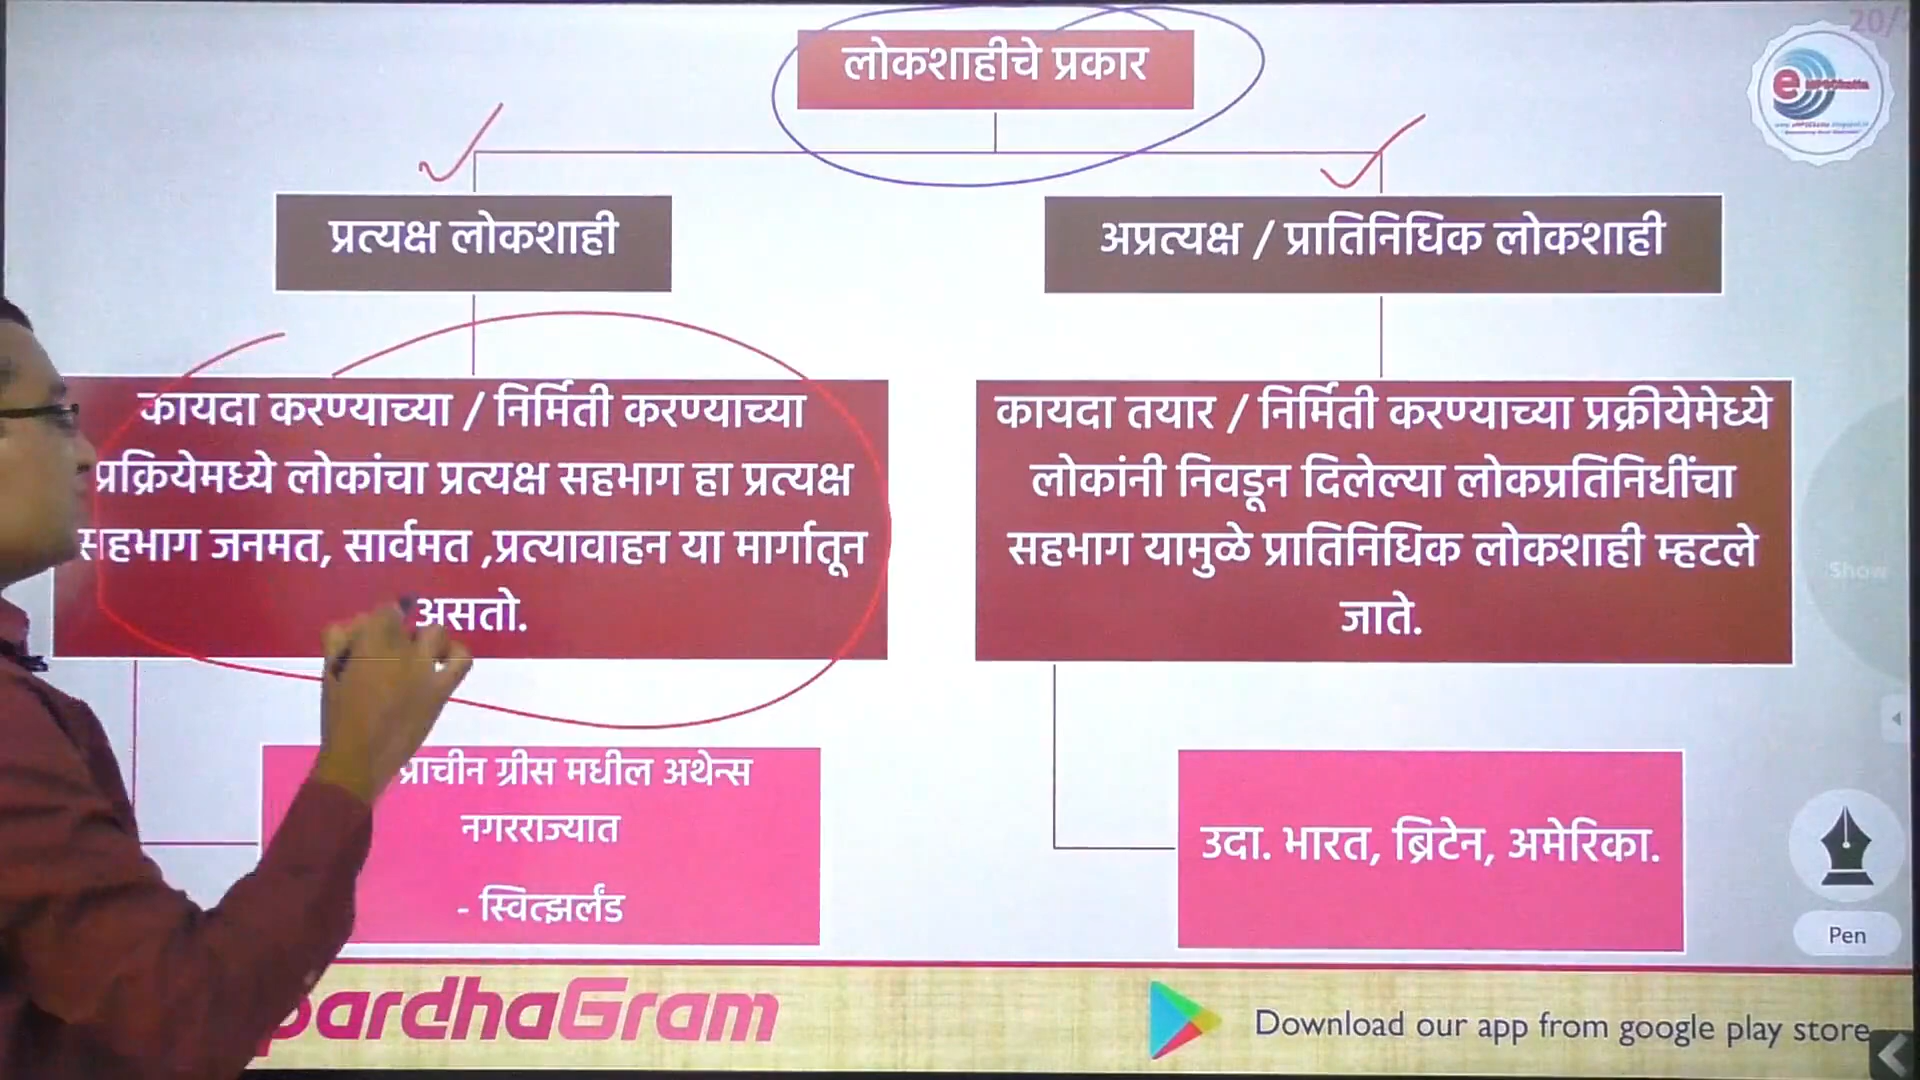 लोकशाहीचे प्रकार
प्रत्यक्ष लोकशाही
अप्रत्यक्ष / प्रातिनिधिक लोकशाही
कायदा करण्याच्या / निर्मिती करण्याच्या
प्रक्रियेमध्ये लोकांचा प्रत्यक्ष सहभाग हा प्रत्यक्ष
सहभाग जनमत, सार्वमत ,प्रत्यावाहन या मार्गातून
असतो.
कायदा तयार / निर्मिती करण्याच्या प्रक्रीयेमेध्ये
लोकांनी निवडून दिलेल्या लोकप्रतिनिधींचा
सहभाग यामुळे प्रातिनिधिक लोकशाही म्हटले
जाते.
प्राचीन ग्रीस मधील अथेन्स
नगरराज्यात
- स्वित्झर्लंड
उदा. भारत, ब्रिटेन, अमेरिका.
Show
Pen
pardhaGram
Download our app from google play store
20/